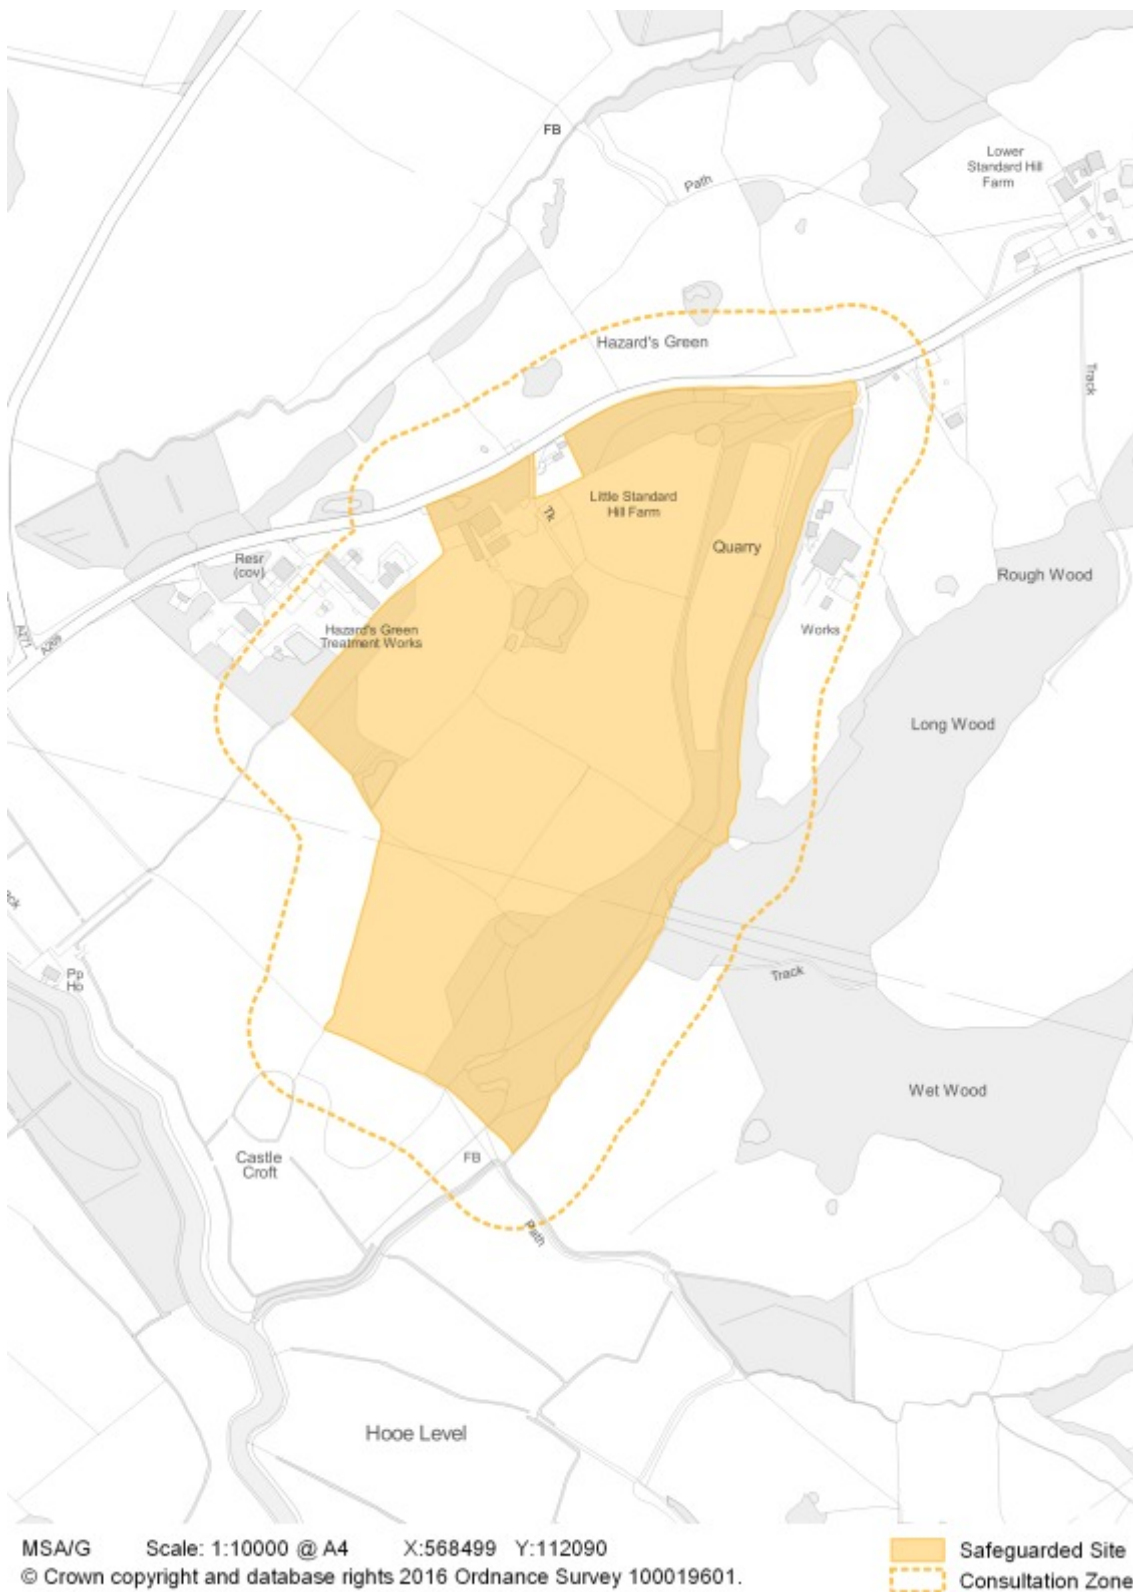 FB
Lower
Standard Hill
Farm
Path
Hazard's Green
Track
Little Standard
Hill Farm
Tk
Quarry
Resr
(cov)
Rough Wood
A271
A269
Hazard's Green
Treatment Works
Works
Long Wood
Pp
Ho
Track
Wet Wood
Castle
Croft
FB
Path
Hooe Level
MSA/G Scale: 1:10000 @ A4 X:568499 Y:112090
Safeguarded Site
© Crown copyright and database rights 2016 Ordnance Survey 100019601.
Consultation Zone